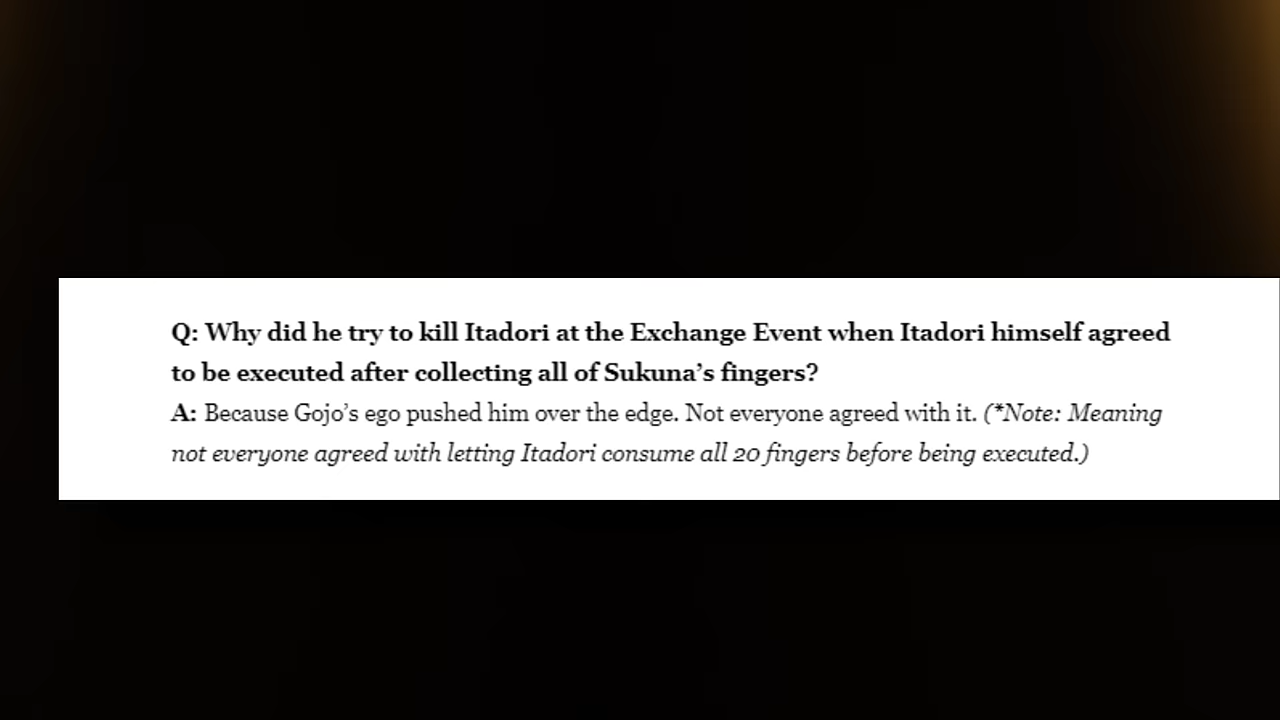 Q: Why did he try to kill Itadori at the Exchange Event when Itadori himself agreed
to be executed after collecting all of Sukuna’s fingers?
A: Because Gojo’s ego pushed him over the edge. Not everyone agreed with it. (*Note: Meaning
not everyone agreed with letting Itadori consume all 20 fingers before being executed.)